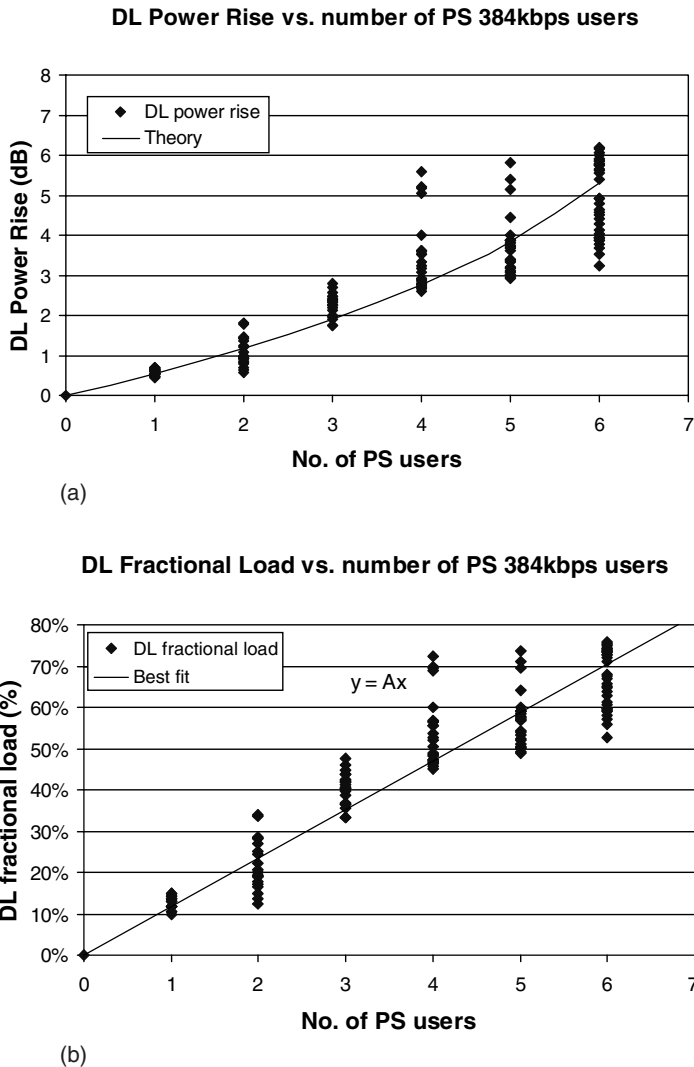 DL Power Rise vs. number of PS 384kbps users
8
7
6
5
4
3
2
1
0
DL Power Rise (dB)
DL power rise
Theory
0 1 2 3 4 5 6 7
No. of PS users
(a)
DL Fractional Load vs. number of PS 384kbps users
80%
70%
60%
50%
40%
30%
20%
10%
0%
DL fractional load (%)
DL fractional load
Best fit
y = Ax
0 1 2 3 4 5 6 7
No. of PS users
(b)